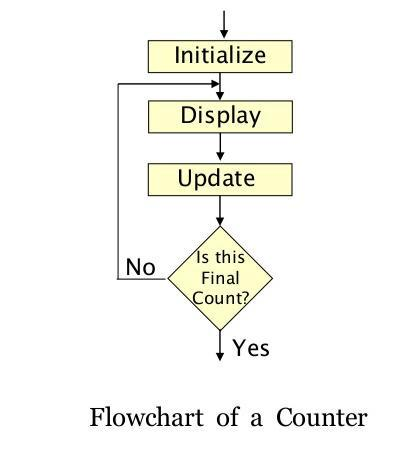 Initialize
Display
Update
Is this
Final
Count?
No
Yes
Flowchart of a Counter